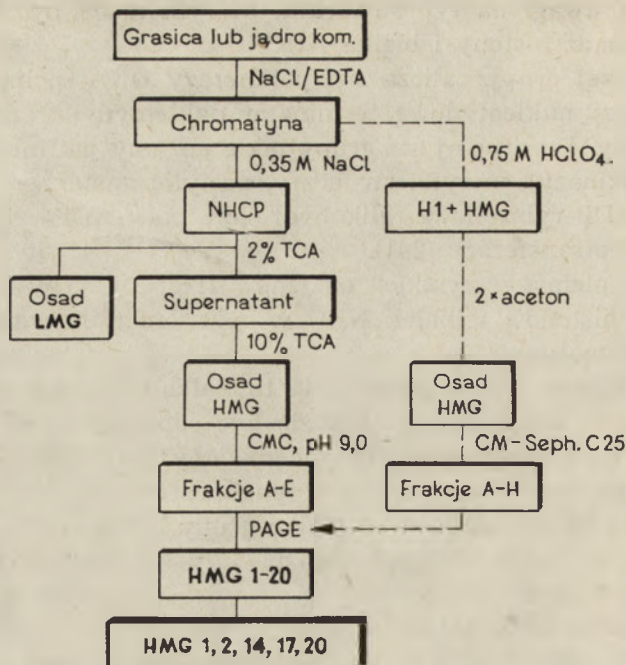 Grasica lub jądro kom.
NaCl/EDTA
Chromatyna
0,35M NaCl
0,75M HClO₄.
NHCP
H1+HMG
2% TCA
Osad
LMG
Supernatant
2×aceton
10% TCA
Osad
HMG
Osad
HMG
CMC, pH 9,0
CM-Seph. C25
Frakcje A-E
Frakcje A-H
PAGE
HMG 1-20
HMG 1, 2, 14, 17, 20